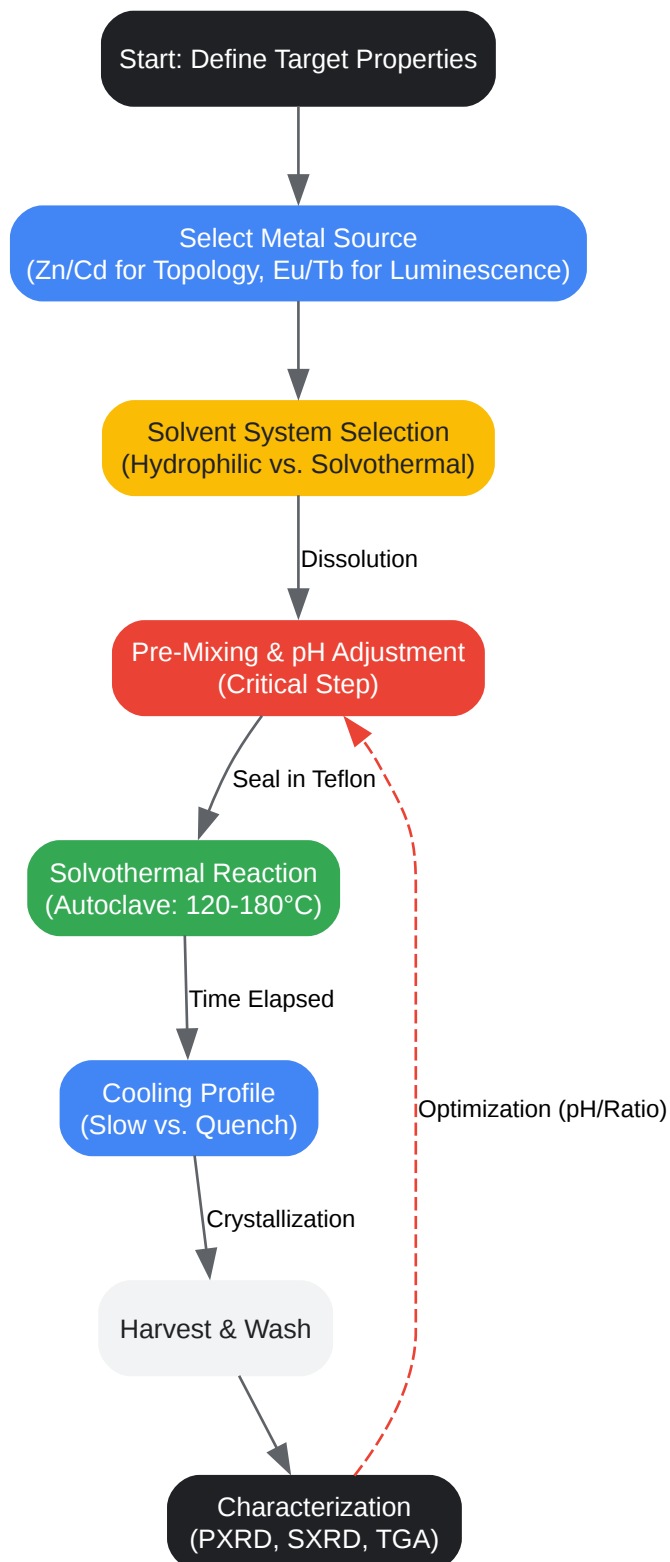 Start: Define Target Properties
Select Metal Source
(Zn/Cd for Topology, Eu/Tb for Luminescence)
Solvent System Selection
(Hydrophilic vs. Solvothermal)
Dissolution
Pre-Mixing & pH Adjustment
(Critical Step)
Seal in Teflon
Solvothermal Reaction
(Autoclave: 120-180°C)
Time Elapsed
Cooling Profile
(Slow vs. Quench)
Optimization (pH/Ratio)
Crystallization
Harvest & Wash
Characterization
(PXRD, SXRD, TGA)